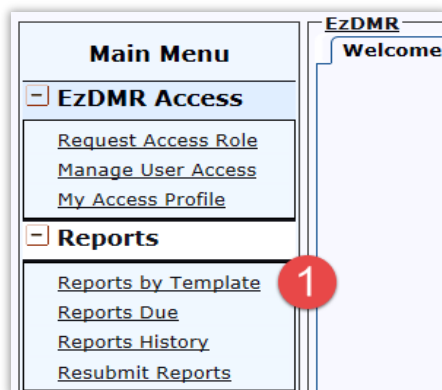 Main Menu
EzDMR Access
Request Access Role
Manage User Access
My Access Profile
Reports
Reports by Template
Reports Due
Reports History
Resubmit Reports
EzDMR
Welcome
1